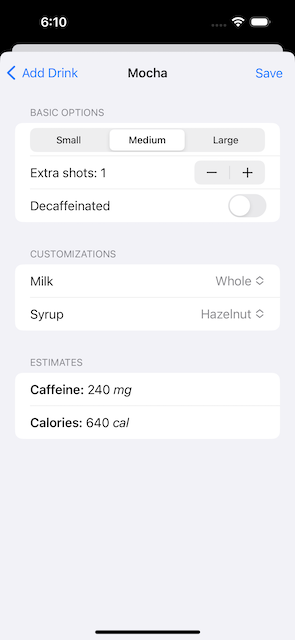 6:10
Add Drink Mocha Save
BASIC OPTIONS
Small Medium Large
Extra shots: 1
Decaffeinated
CUSTOMIZATIONS
Milk Whole
Syrup Hazelnut
ESTIMATES
Caffeine: 240 mg
Calories: 640 cal